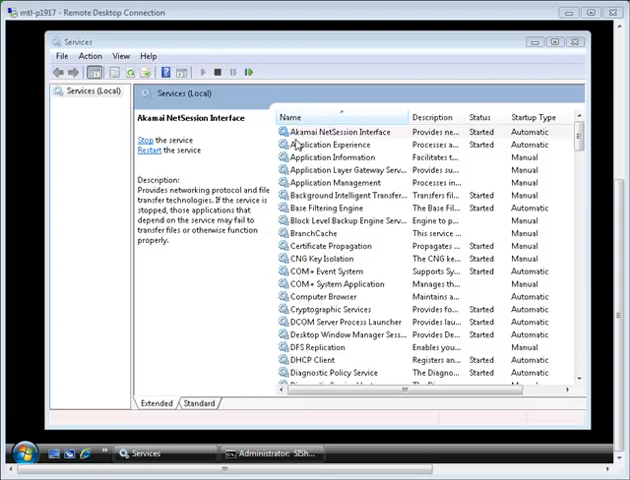 mtl-p1917 - Remote Desktop Connection
Services
File Action View Help
Services (Local)
Services (Local)
Akamai NetSession Interface
Stop the service
Restart the service
Description:
Provides networking protocol and file
transfer technologies. If the service is
stopped, those applications that
depend on the service may fail to
transfer files or otherwise function
properly.
Name Description Status Startup Type
Akamai NetSession Interface Provides ne... Started Automatic
Application Experience Processes a... Started Automatic
Application Information Facilitates t... Manual
Application Layer Gateway Serv... Provides su... Manual
Application Management Processes in... Manual
Background Intelligent Transfer... Transfers fil... Started Manual
Base Filtering Engine The Base Fil... Started Automatic
Block Level Backup Engine Serv... Engine to p... Manual
BranchCache This service ... Manual
Certificate Propagation Propagates ... Started Manual
CNG Key Isolation The CNG ke... Started Manual
COM+ Event System Supports Sy... Started Automatic
COM+ System Application Manages th... Manual
Computer Browser Maintains a... Automatic
Cryptographic Services Provides fo... Started Automatic
DCOM Server Process Launcher Provides lau... Started Automatic
Desktop Window Manager Sess... Provides De... Started Automatic
DFS Replication Enables you... Manual
DHCP Client Registers an... Started Automatic
Diagnostic Policy Service The Diagno... Started Automatic
Extended Standard
» Services Administrator: SISh...